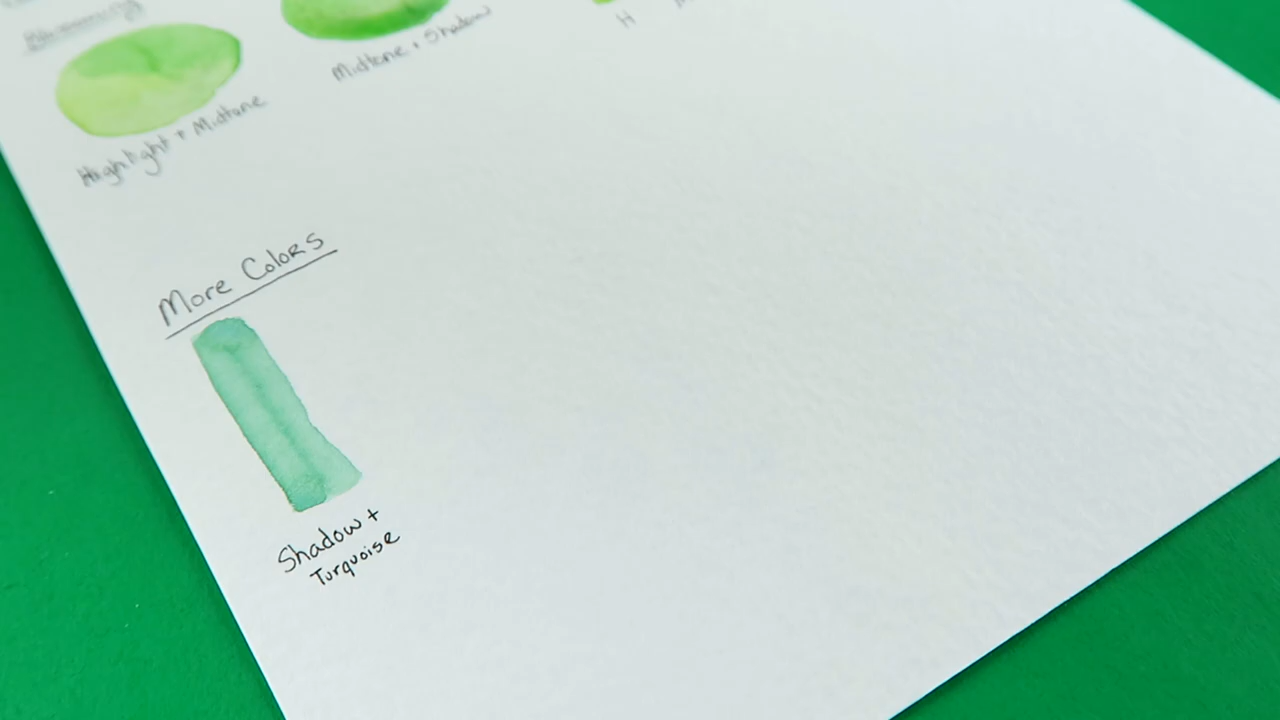 Highlight + Midtone
Midtone + Shadow
H M
More Colors
Shadow +
Turquoise